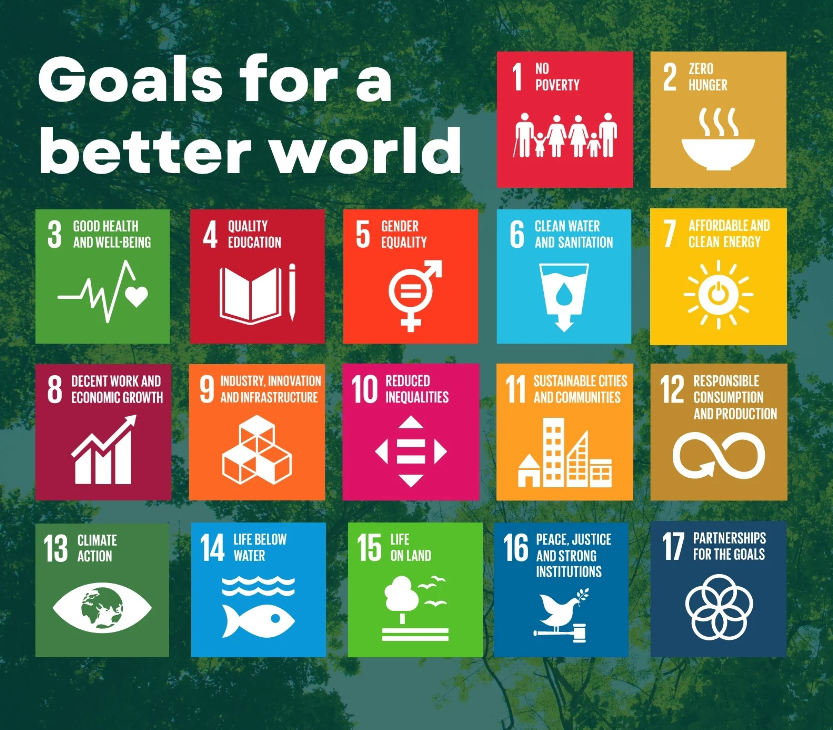 Goals for a
better world
1 NO
POVERTY
2 ZERO
HUNGER
3 GOOD HEALTH
AND WELL-BEING
4 QUALITY
EDUCATION
5 GENDER
EQUALITY
6 CLEAN WATER
AND SANITATION
7 AFFORDABLE AND
CLEAN ENERGY
8 DECENT WORK AND
ECONOMIC GROWTH
9 INDUSTRY, INNOVATION
AND INFRASTRUCTURE
10 REDUCED
INEQUALITIES
11 SUSTAINABLE CITIES
AND COMMUNITIES
12 RESPONSIBLE
CONSUMPTION
AND PRODUCTION
13 CLIMATE
ACTION
14 LIFE BELOW
WATER
15 LIFE
ON LAND
16 PEACE, JUSTICE
AND STRONG
INSTITUTIONS
17 PARTNERSHIPS
FOR THE GOALS